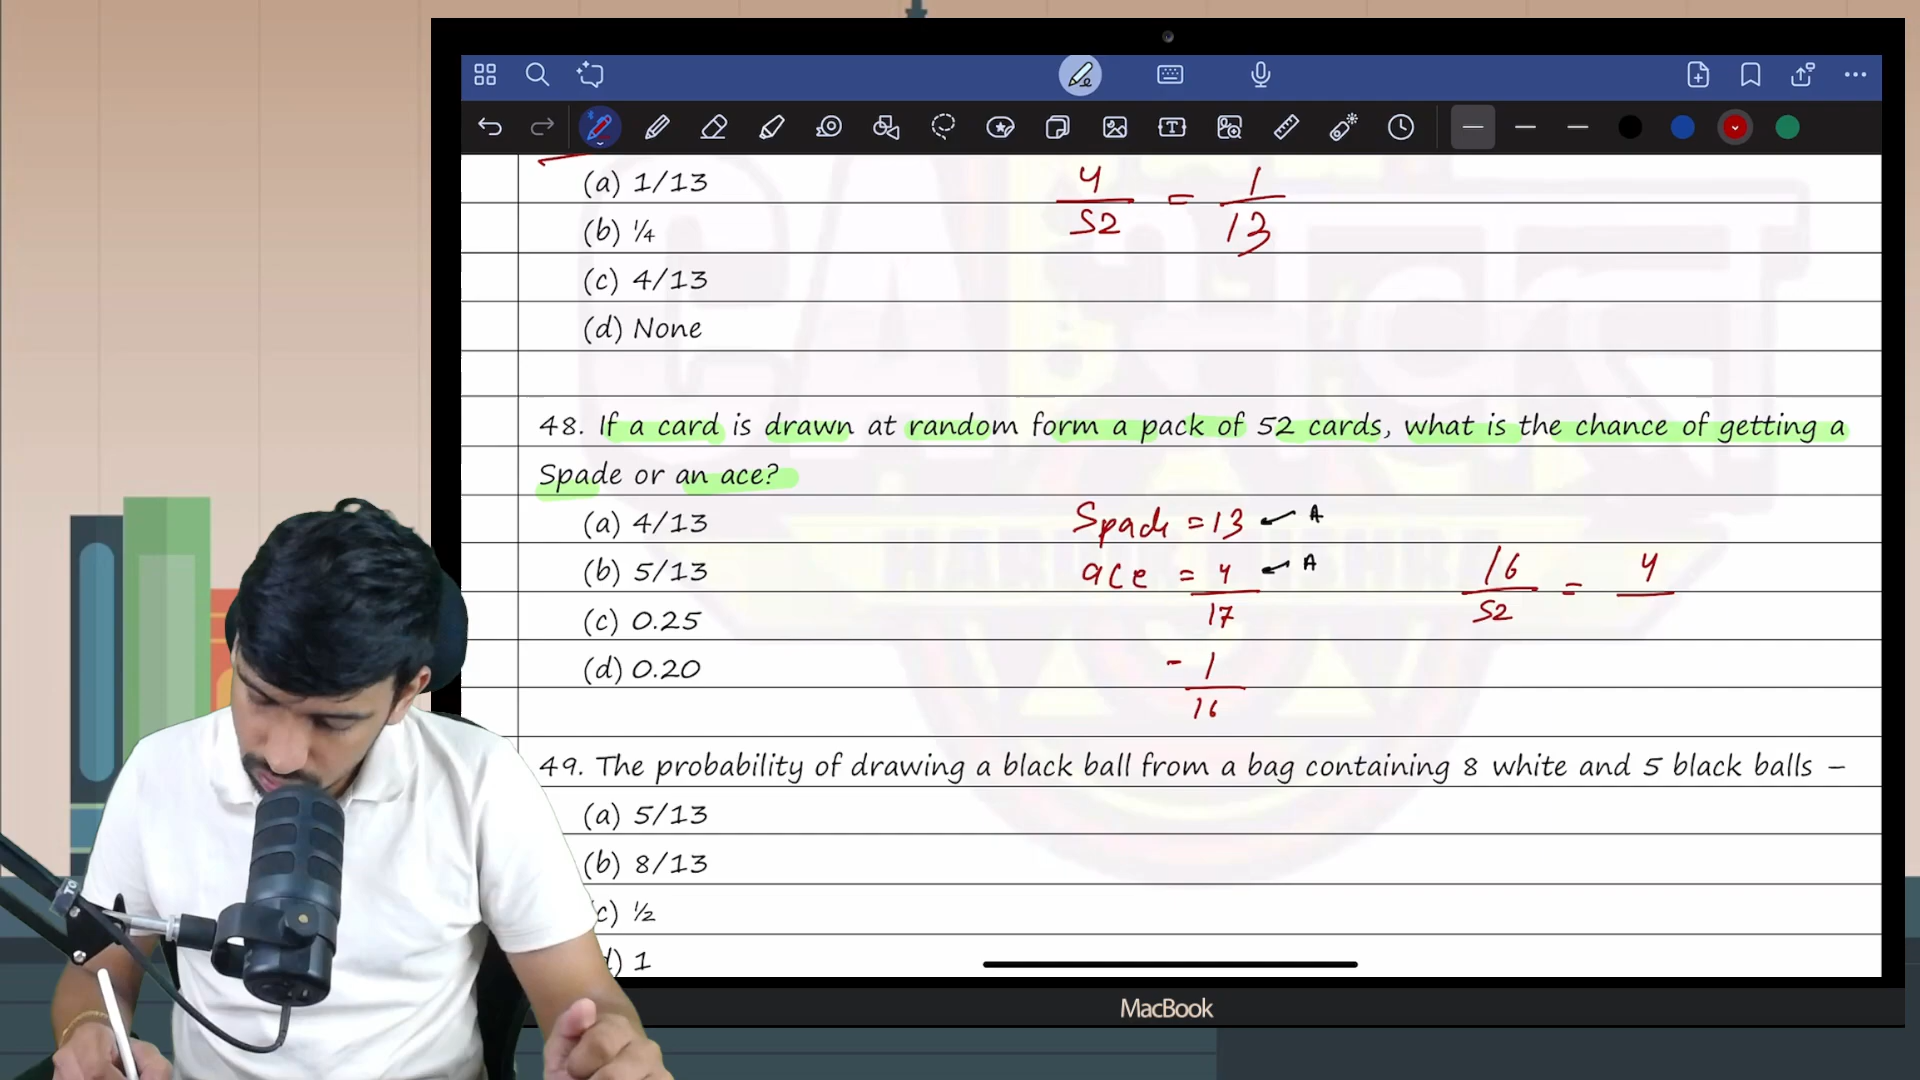 (a) 1/13
4/52 = 1/13
(b) ¼
(c) 4/13
(d) None
48. If a card is drawn at random form a pack of 52 cards, what is the chance of getting a
Spade or an ace?
(a) 4/13
Spade = 13 ← A
(b) 5/13
ace = 4 ← A
16/52 = 4
17
(c) 0.25
(d) 0.20
- 1
16
49. The probability of drawing a black ball from a bag containing 8 white and 5 black balls –
(a) 5/13
(b) 8/13
c) ½
) 1
MacBook